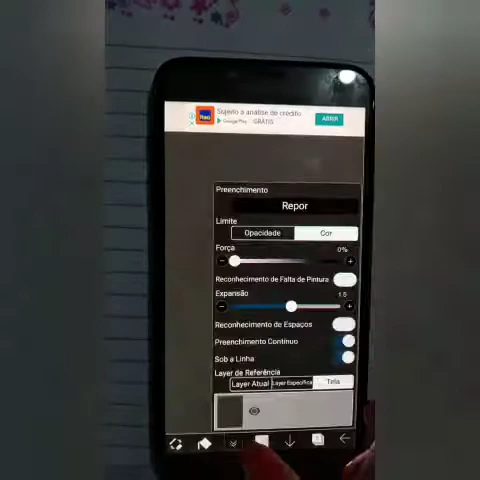 Sujeito a análise de crédito
Itaú
Google Play GRÁTIS
ABRIR
Preenchimento
Repor
Limite
Opacidade Cor
Força
0%
Reconhecimento de Falta de Pintura
Expansão
1.5
Reconhecimento de Espaços
Preenchimento Contínuo
Sob a Linha
Layer de Referência
Layer Atual Layer Específica Tela